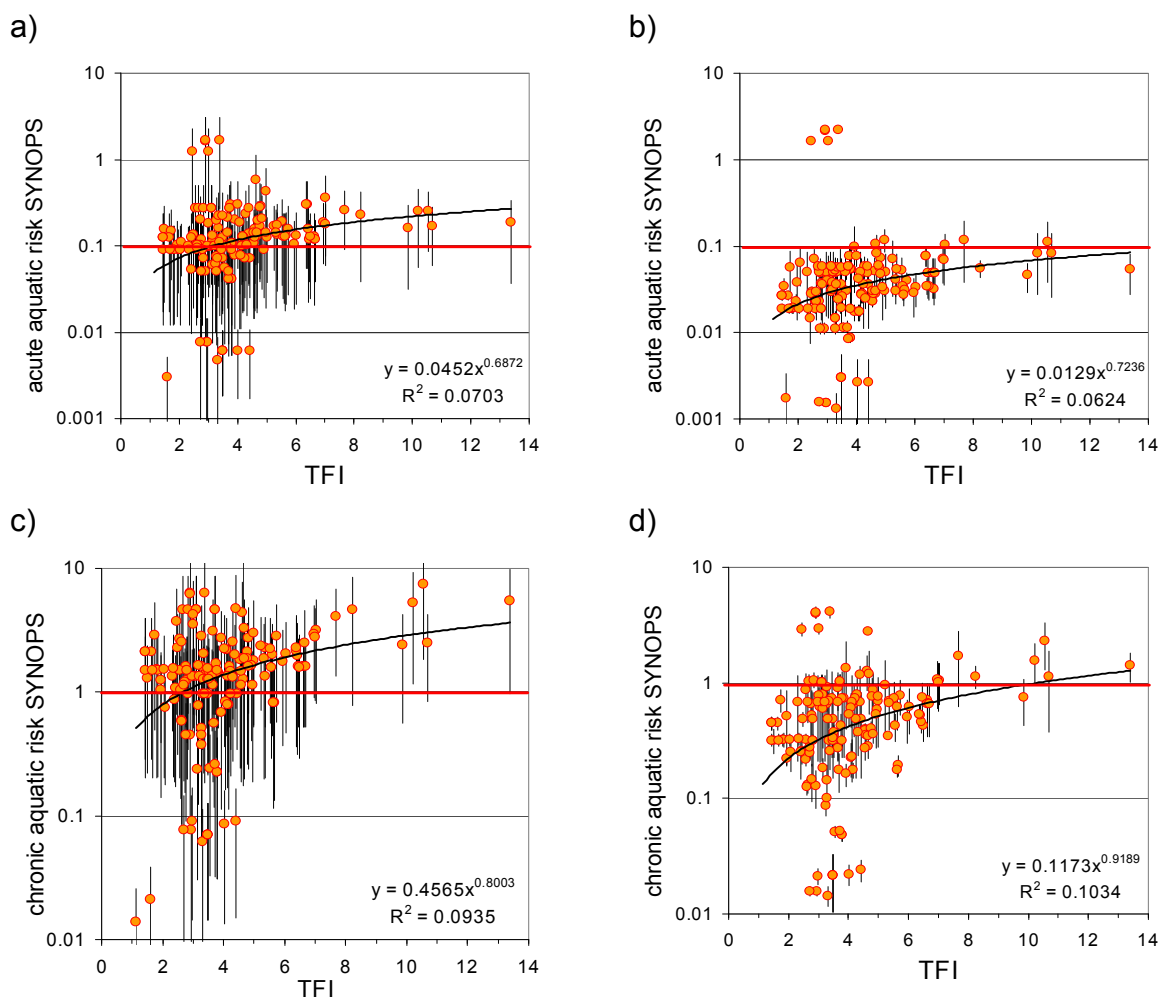 a)
acute aquatic risk SYNOPS
10
1
0.1
0.01
0.001
0 2 4 6 8 10 12 14
TFI
y = 0.0452x^0.6872
R² = 0.0703
b)
acute aquatic risk SYNOPS
10
1
0.1
0.01
0.001
0 2 4 6 8 10 12 14
TFI
y = 0.0129x^0.7236
R² = 0.0624
c)
chronic aquatic risk SYNOPS
10
1
0.1
0.01
0 2 4 6 8 10 12 14
TFI
y = 0.4565x^0.8003
R² = 0.0935
d)
chronic aquatic risk SYNOPS
10
1
0.1
0.01
0 2 4 6 8 10 12 14
TFI
y = 0.1173x^0.9189
R² = 0.1034